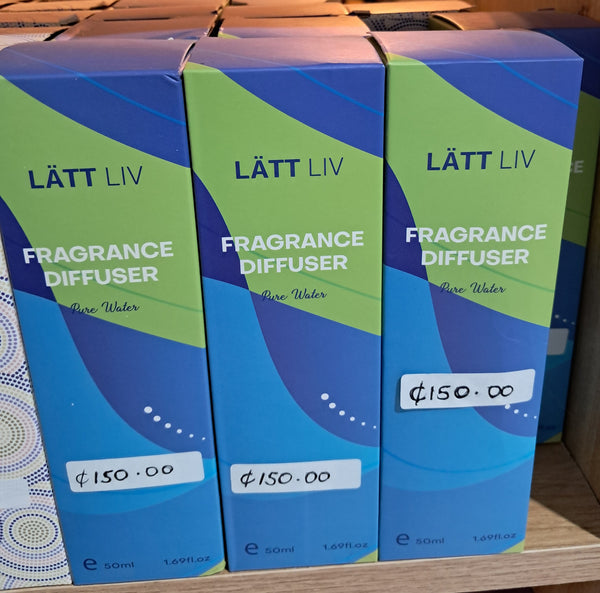 LÄTT LIV
FRAGRANCE
DIFFUSER
Pure Water
₵150.00
e 50ml 1.69fl.oz
LÄTT LIV
FRAGRANCE
DIFFUSER
Pure Water
₵150.00
e 50ml 1.69fl.oz
LÄTT LIV
FRAGRANCE
DIFFUSER
Pure Water
₵150.00
e 50ml 1.69fl.oz